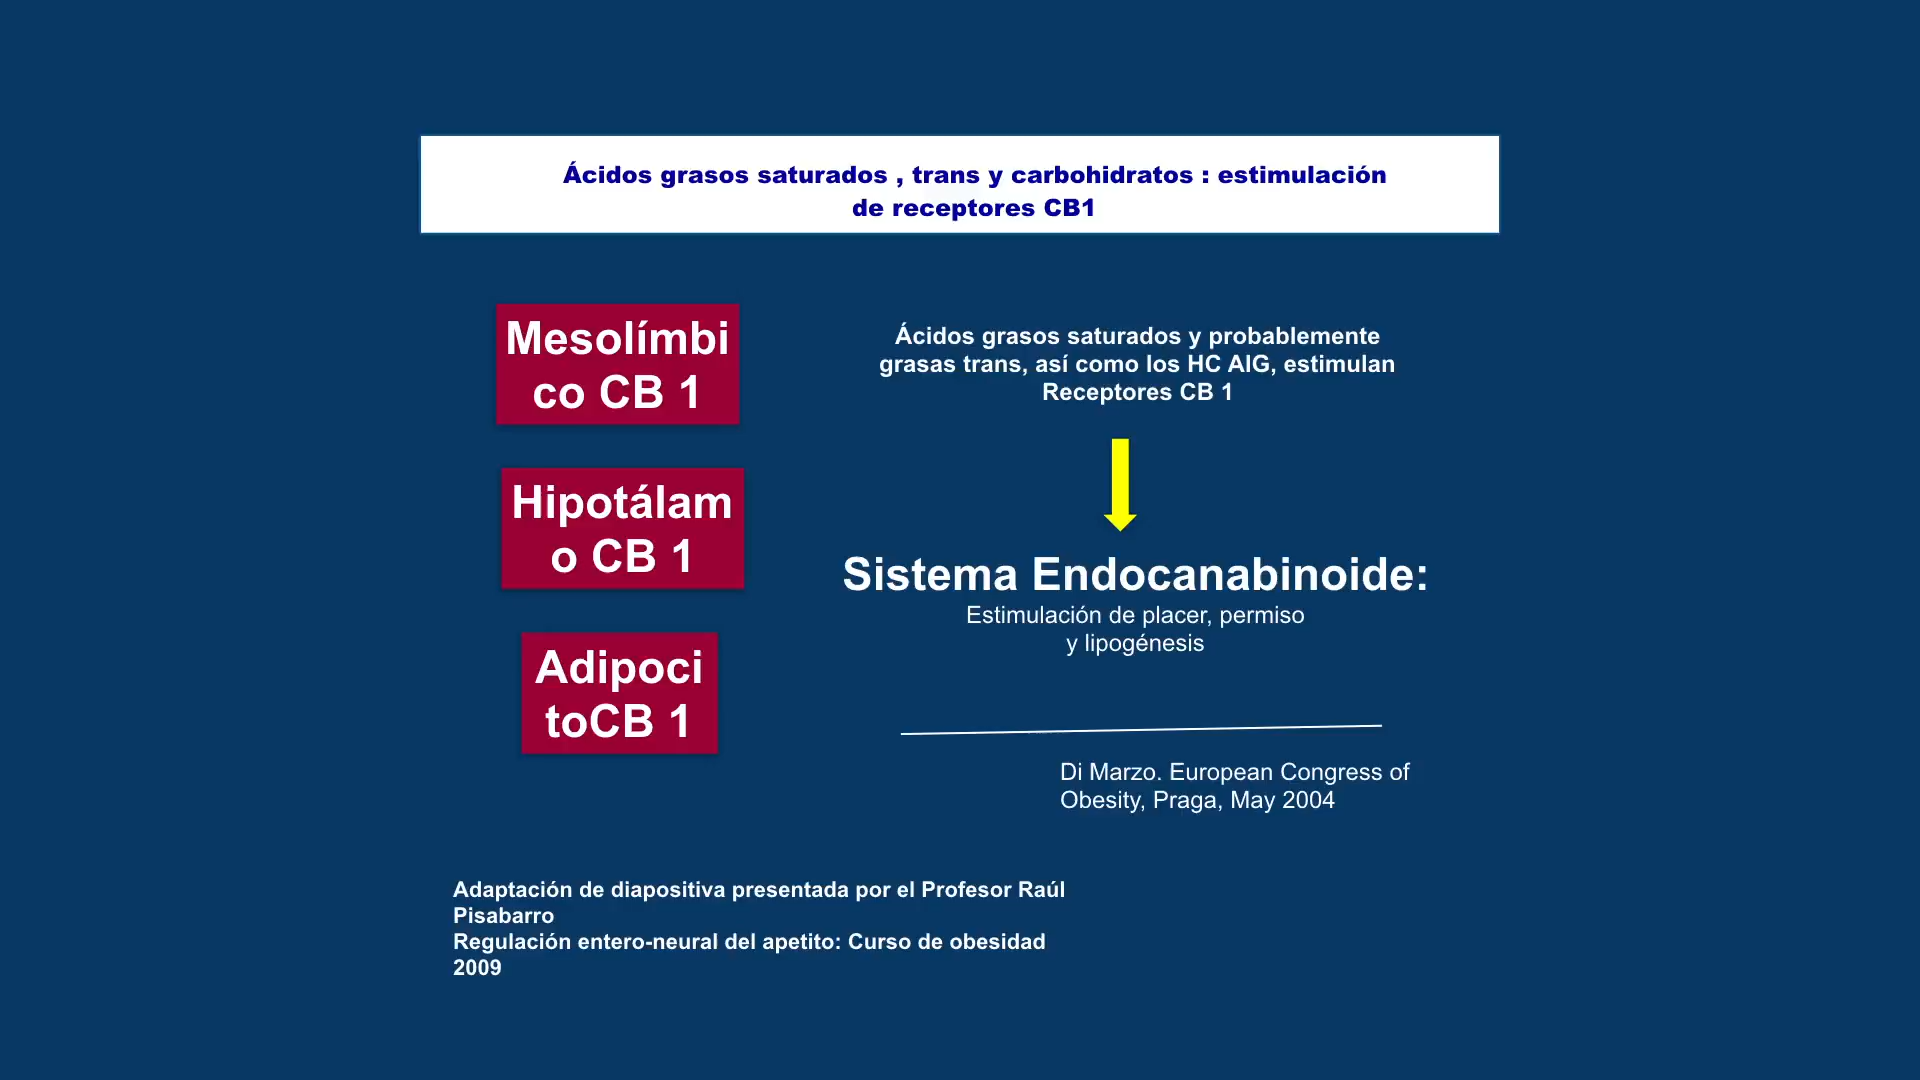 Ácidos grasos saturados , trans y carbohidratos : estimulación
de receptores CB1
Mesolímbi
co CB 1
Hipotálam
o CB 1
Adipoci
toCB 1
Ácidos grasos saturados y probablemente
grasas trans, así como los HC AIG, estimulan
Receptores CB 1
Sistema Endocanabinoide:
Estimulación de placer, permiso
y lipogénesis
Di Marzo. European Congress of
Obesity, Praga, May 2004
Adaptación de diapositiva presentada por el Profesor Raúl
Pisabarro
Regulación entero-neural del apetito: Curso de obesidad
2009